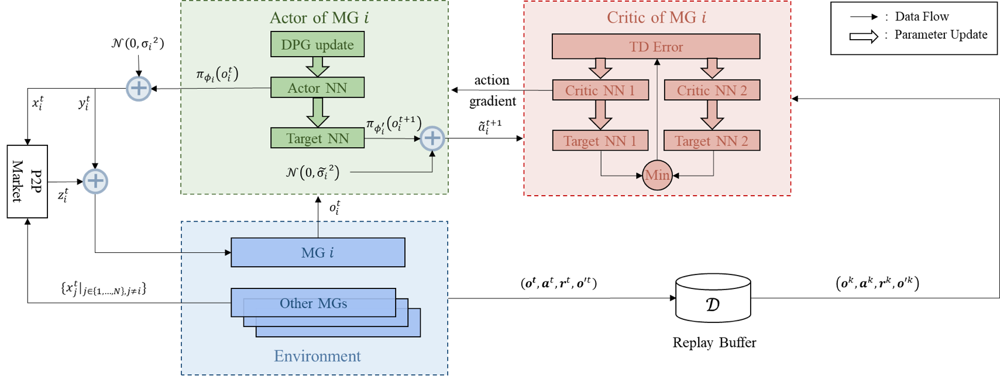 Actor of MG i
DPG update
Actor NN
Target NN
π_{ϕ_i}(o_i^t)
π_{ϕ_i′}(o_i^{t+1})
𝒩(0, σ_i²)
𝒩(0, σ̃_i²)
x_i^t
y_i^t
P2P
Market
z_i^t
o_i^t
Critic of MG i
TD Error
Critic NN 1
Critic NN 2
Target NN 1
Target NN 2
Min
action
gradient
ã_i^{t+1}
: Data Flow
: Parameter Update
MG i
Other MGs
Environment
{x_j^t|_{j∈{1,…,N},j≠i}}
(o^t, a^t, r^t, o′^t)
𝒟
Replay Buffer
(o^k, a^k, r^k, o′^k)